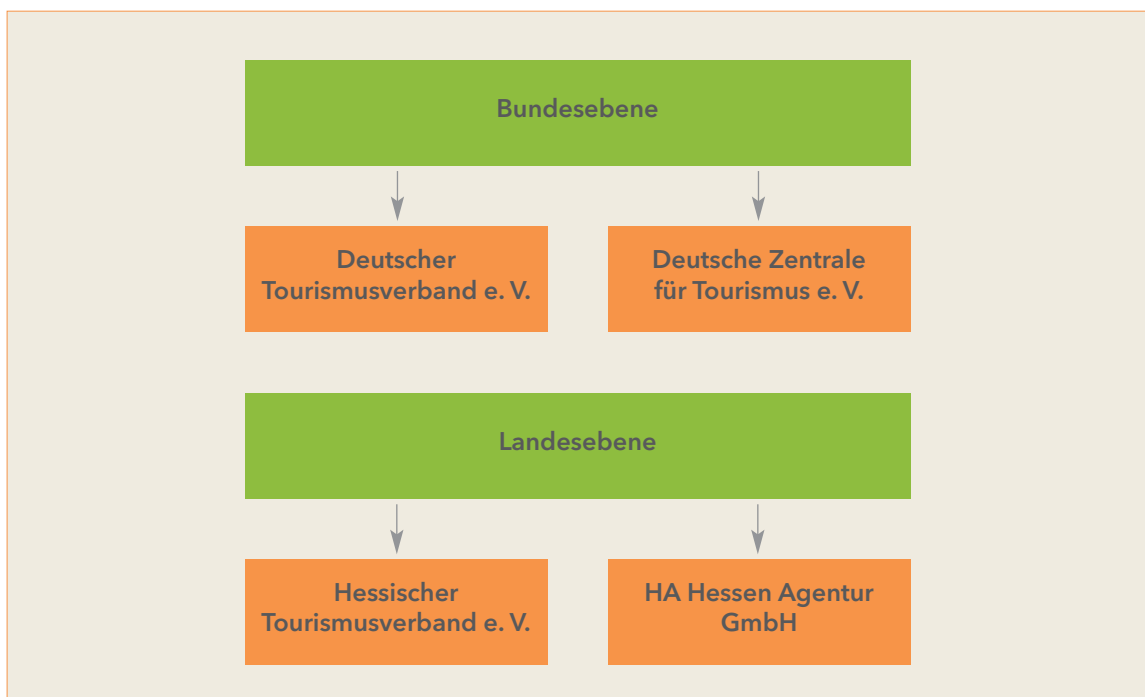 Bundesebene
Deutscher
Tourismusverband e. V.
Deutsche Zentrale
für Tourismus e. V.
Landesebene
Hessischer
Tourismusverband e. V.
HA Hessen Agentur
GmbH